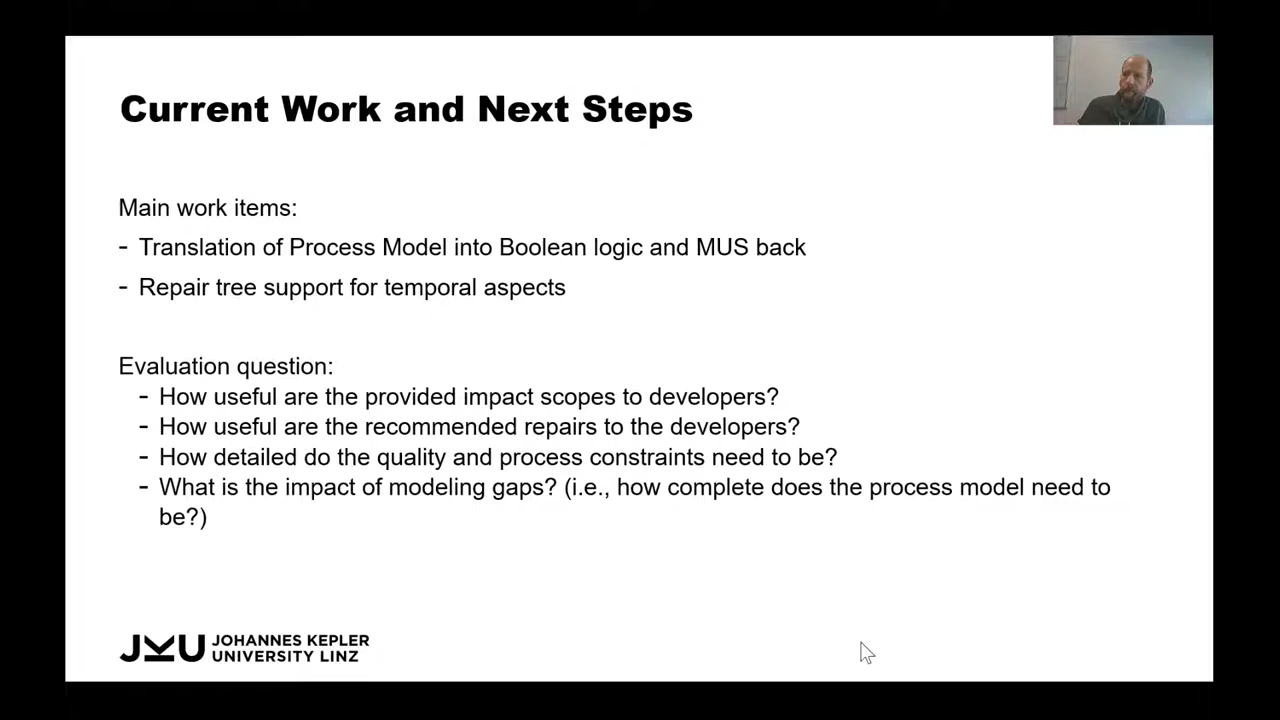 Current Work and Next Steps
Main work items:
- Translation of Process Model into Boolean logic and MUS back
- Repair tree support for temporal aspects
Evaluation question:
- How useful are the provided impact scopes to developers?
- How useful are the recommended repairs to the developers?
- How detailed do the quality and process constraints need to be?
- What is the impact of modeling gaps? (i.e., how complete does the process model need to
be?)
JKU JOHANNES KEPLER
UNIVERSITY LINZ